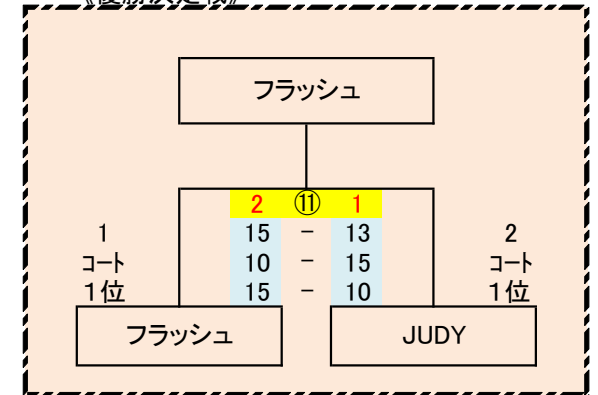 《優勝決定戦》
フラッシュ
2 ⑪ 1
1 15 − 13 2
コート 10 − 15 コート
1位 15 − 10 1位
フラッシュ JUDY